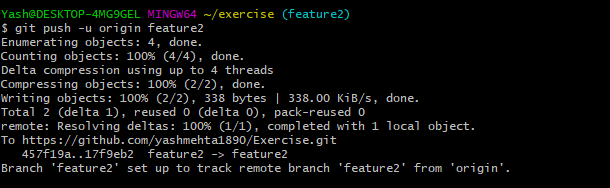 Yash@DESKTOP-4MG9GEL MINGW64 ~/exercise (feature2)
$ git push -u origin feature2
Enumerating objects: 4, done.
Counting objects: 100% (4/4), done.
Delta compression using up to 4 threads
Compressing objects: 100% (2/2), done.
Writing objects: 100% (2/2), 338 bytes | 338.00 KiB/s, done.
Total 2 (delta 1), reused 0 (delta 0), pack-reused 0
remote: Resolving deltas: 100% (1/1), completed with 1 local object.
To https://github.com/yashmehta1890/Exercise.git
   457f19a..17f9eb2  feature2 -> feature2
Branch 'feature2' set up to track remote branch 'feature2' from 'origin'.